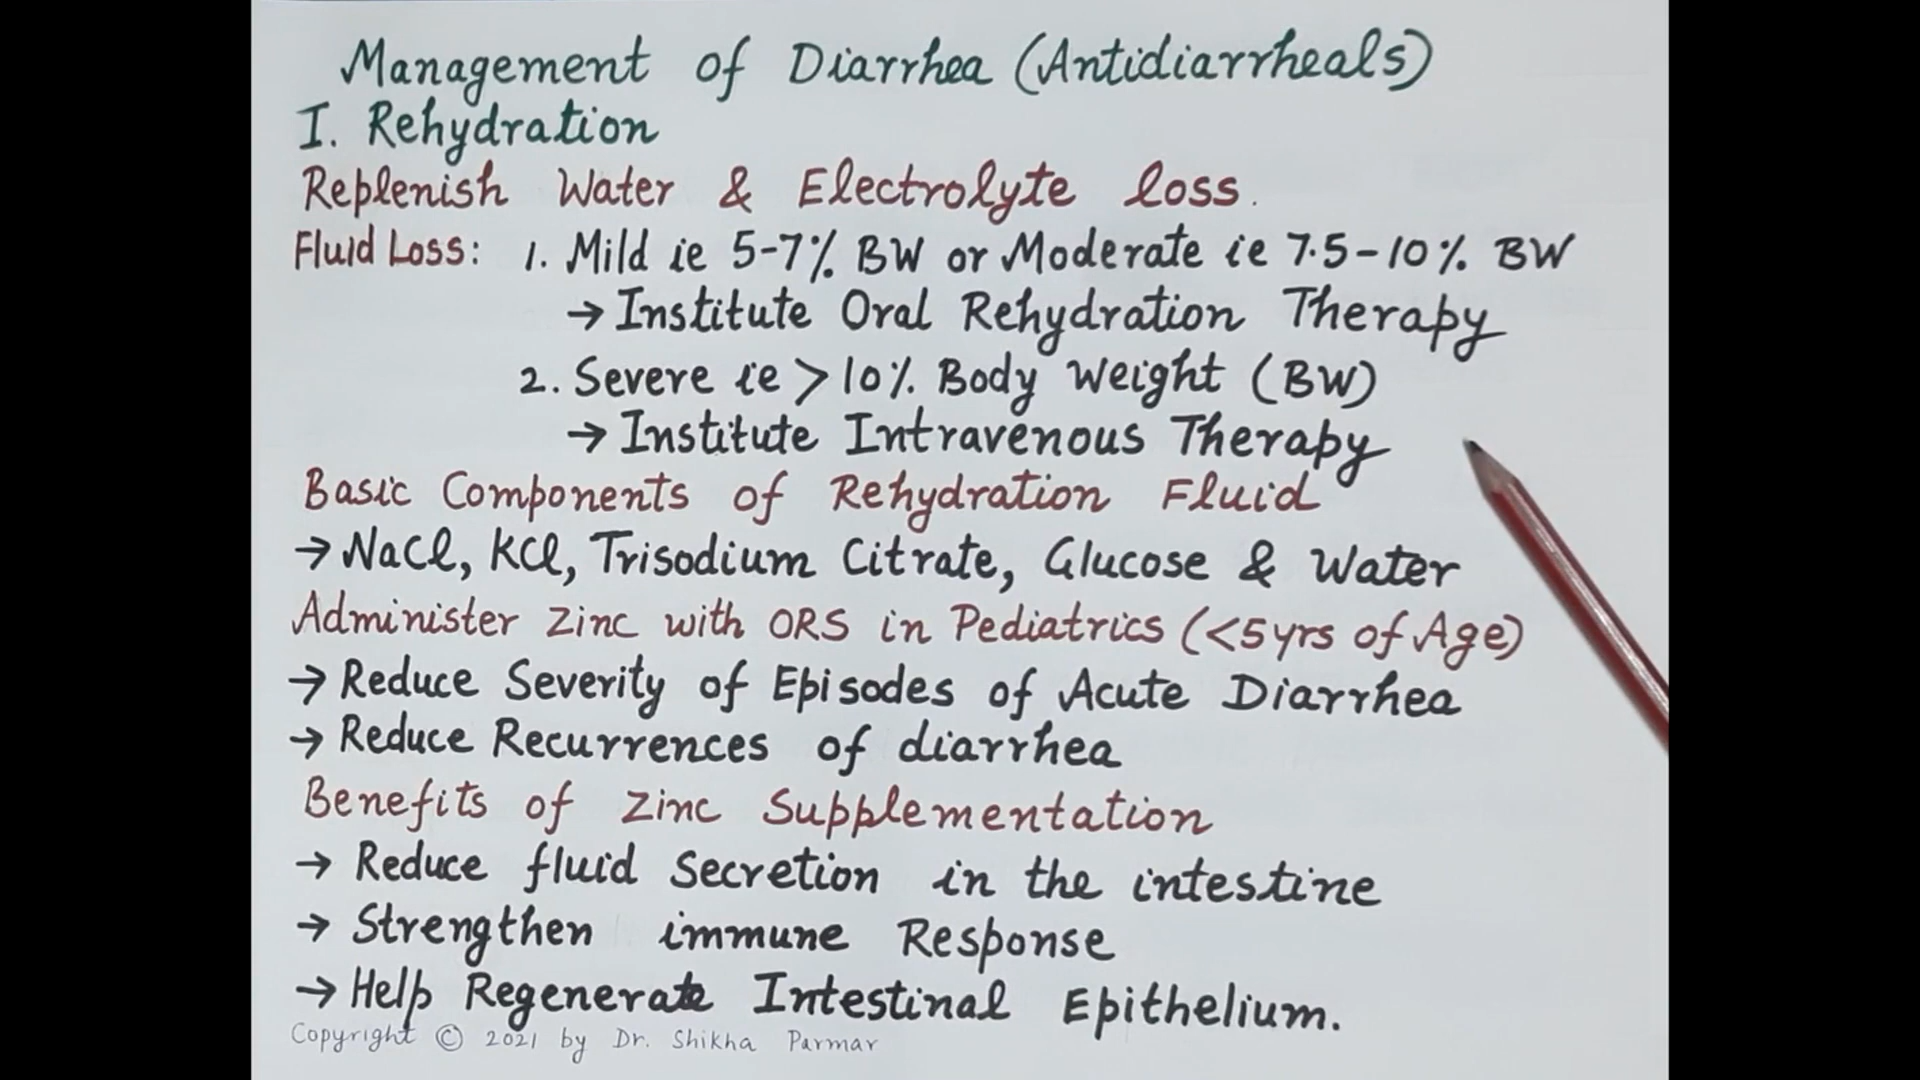 Management of Diarrhea (Antidiarrheals)
I. Rehydration
Replenish Water & Electrolyte loss.
Fluid Loss: 1. Mild ie 5-7% BW or Moderate ie 7.5-10% BW
→ Institute Oral Rehydration Therapy
2. Severe ie > 10% Body Weight (BW)
→ Institute Intravenous Therapy
Basic Components of Rehydration Fluid
→ NaCl, KCl, Trisodium Citrate, Glucose & Water
Administer Zinc with ORS in Pediatrics (<5yrs of Age)
→ Reduce Severity of Episodes of Acute Diarrhea
→ Reduce Recurrences of diarrhea
Benefits of Zinc Supplementation
→ Reduce fluid Secretion in the intestine
→ Strengthen immune Response
→ Help Regenerate Intestinal Epithelium.
Copyright © 2021 by Dr. Shikha Parmar